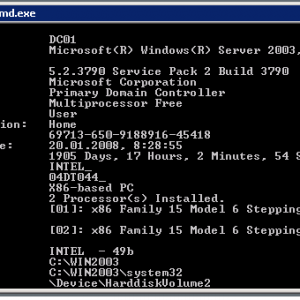 md.exe
DC01
Microsoft(R) Windows(R) Server 2003,
5.2.3790 Service Pack 2 Build 3790
Microsoft Corporation
Primary Domain Controller
Multiprocessor Free
User
ion: Home
69713-650-9188916-45418
e: 20.01.2008, 8:28:55
1905 Days, 17 Hours, 2 Minutes, 54 S
INTEL_
04DT044_
X86-based PC
2 Processor(s) Installed.
[01]: x86 Family 15 Model 6 Stepping
[02]: x86 Family 15 Model 6 Stepping
INTEL - 49b
C:\WIN2003
C:\WIN2003\system32
\Device\HarddiskVolume2